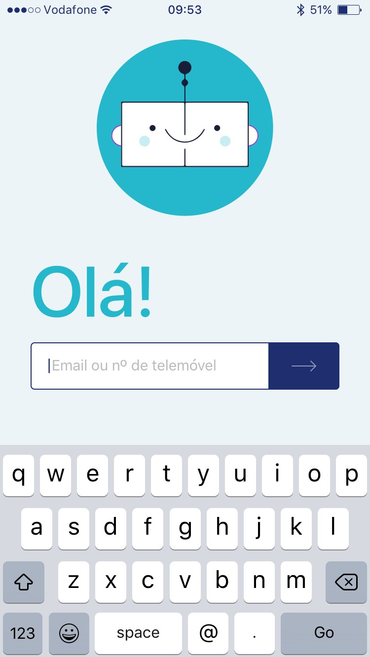 Vodafone 09:53 51%
Olá!
Email ou nº de telemóvel
q w e r t y u i o p
a s d f g h j k l
z x c v b n m
123 space @ . Go